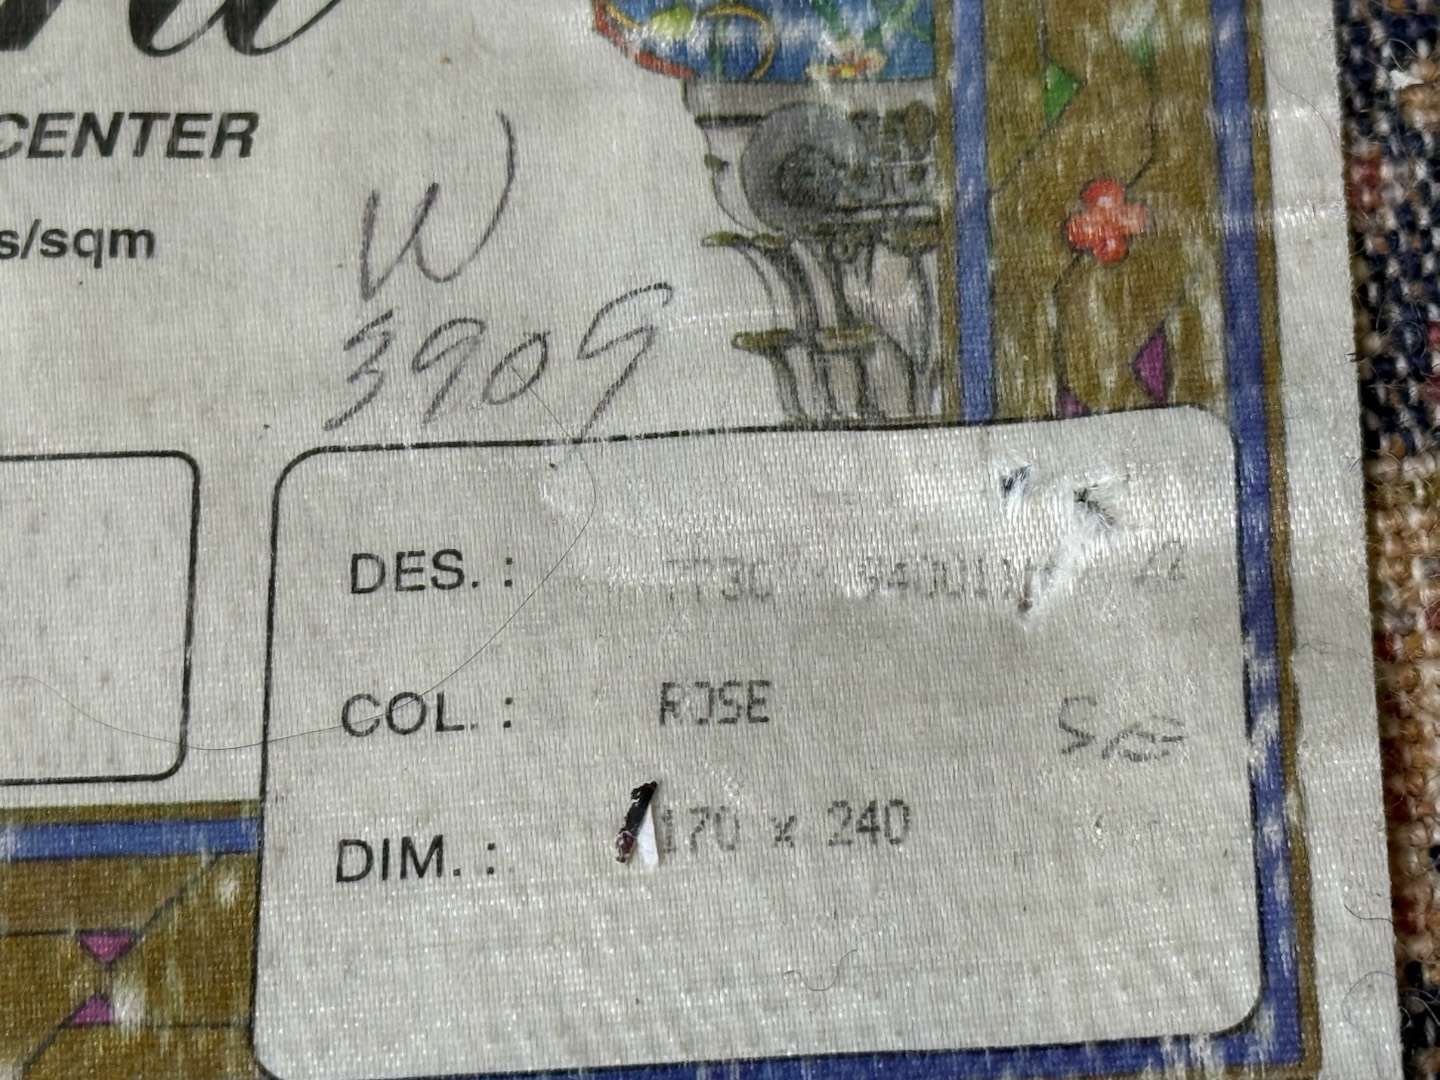 CENTER
s/sqm
W
3909
DES. :
COL. : ROSE
DIM. : 170 x 240